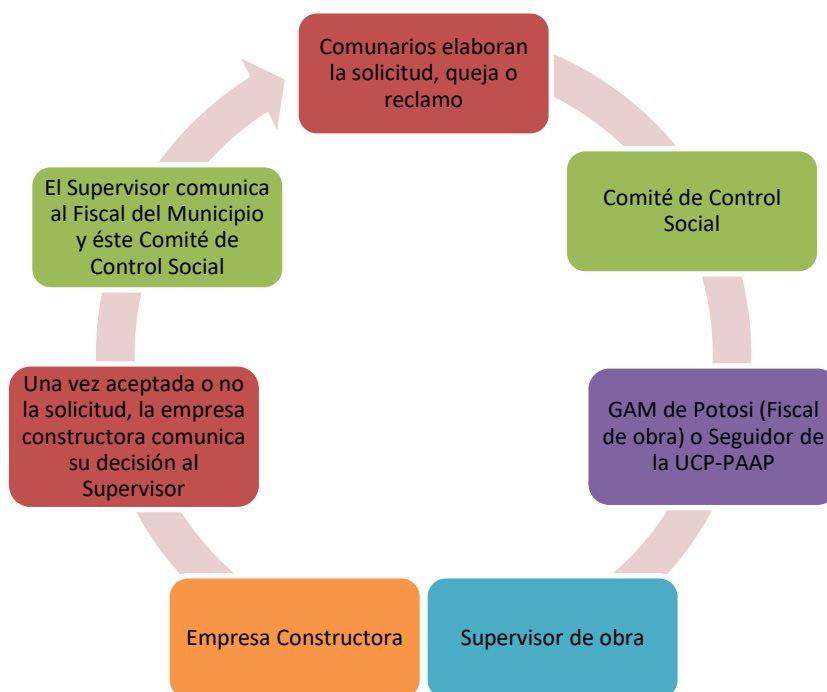 Comunarios elaboran
la solicitud, queja o
reclamo
Comité de Control
Social
GAM de Potosi (Fiscal
de obra) o Seguidor de
la UCP-PAAP
Supervisor de obra
Empresa Constructora
Una vez aceptada o no
la solicitud, la empresa
constructora comunica
su decisión al
Supervisor
El Supervisor comunica
al Fiscal del Municipio
y éste Comité de
Control Social